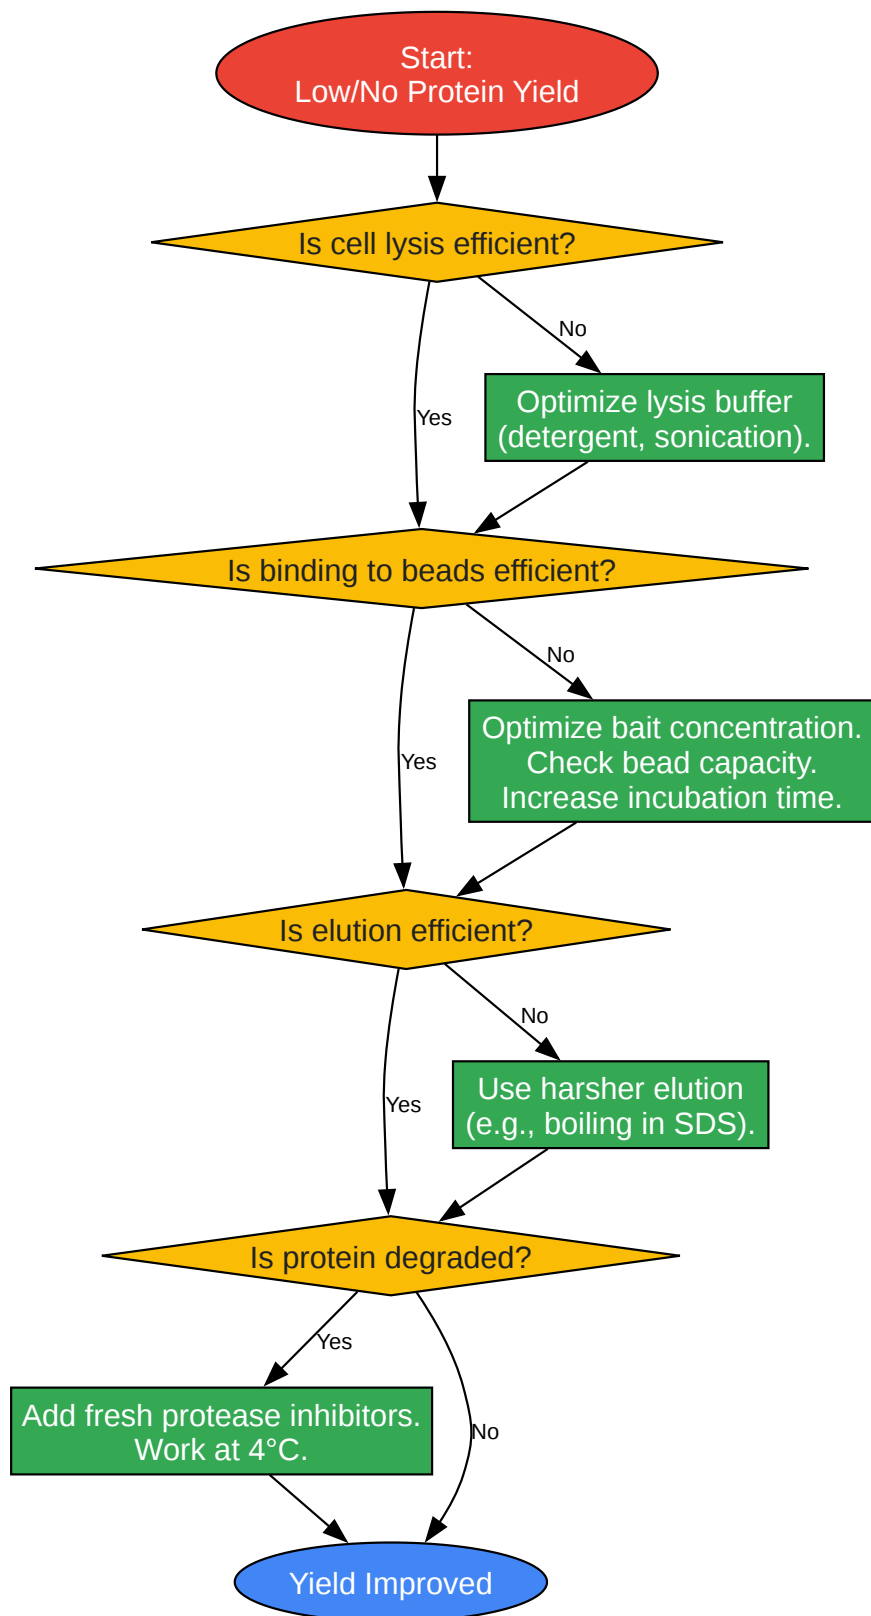 Start:
Low/No Protein Yield
Is cell lysis efficient?
No
Optimize lysis buffer
(detergent, sonication).
Yes
Is binding to beads efficient?
No
Optimize bait concentration.
Check bead capacity.
Increase incubation time.
Yes
Is elution efficient?
No
Use harsher elution
(e.g., boiling in SDS).
Yes
Is protein degraded?
Yes
Add fresh protease inhibitors.
Work at 4°C.
No
Yield Improved